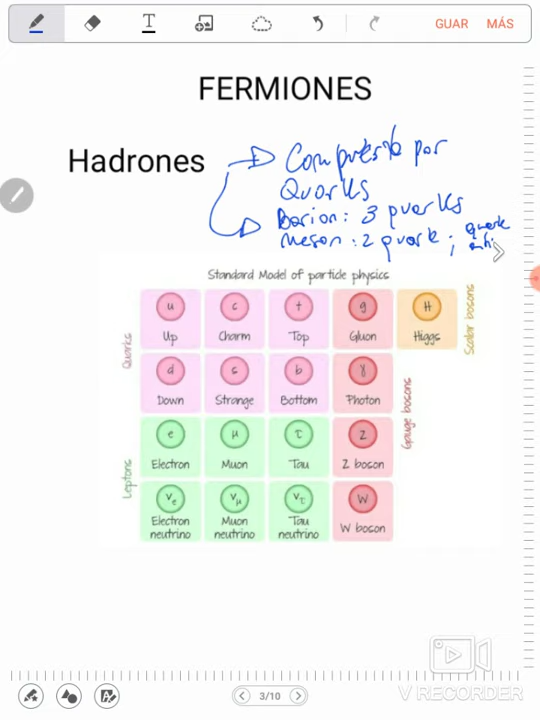 GUAR MÁS
FERMIONES
Hadrones
Compuesto por
Quarks
Barion: 3 quarks
Meson: 2 quark; quark
anti
Standard Model of particle physics
Quarks
Leptons
Gauge bosons
Scalar bosons
u c t g H
Up Charm Top Gluon Higgs
d s b γ
Down Strange Bottom Photon
e μ τ Z
Electron Muon Tau Z boson
νe νμ ντ W
Electron neutrino Muon neutrino Tau neutrino W boson
3/10
V RECORDER